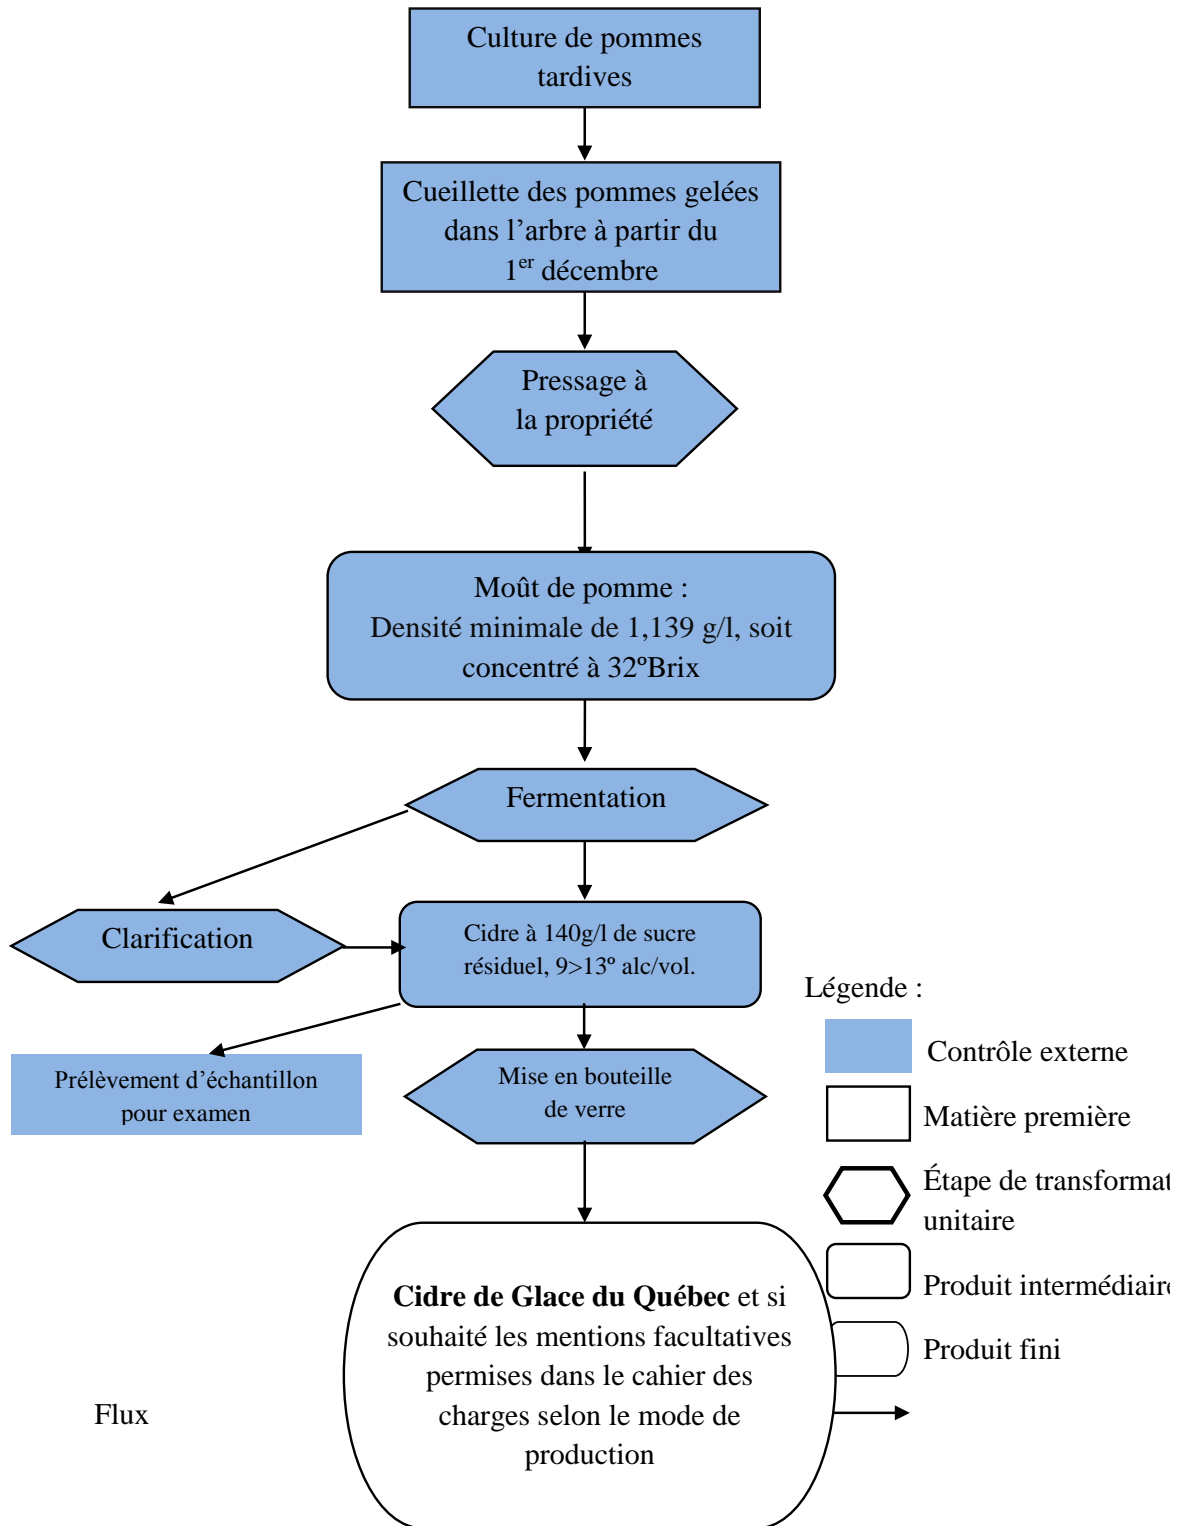 Culture de pommes
tardives
Cueillette des pommes gelées
dans l’arbre à partir du
1er décembre
Pressage à
la propriété
Moût de pomme :
Densité minimale de 1,139 g/l, soit
concentré à 32ºBrix
Fermentation
Clarification
Cidre à 140g/l de sucre
résiduel, 9>13º alc/vol.
Prélèvement d’échantillon
pour examen
Mise en bouteille
de verre
Cidre de Glace du Québec et si
souhaité les mentions facultatives
permises dans le cahier des
charges selon le mode de
production
Légende :
Contrôle externe
Matière première
Étape de transformat
unitaire
Produit intermédiaire
Produit fini
Flux